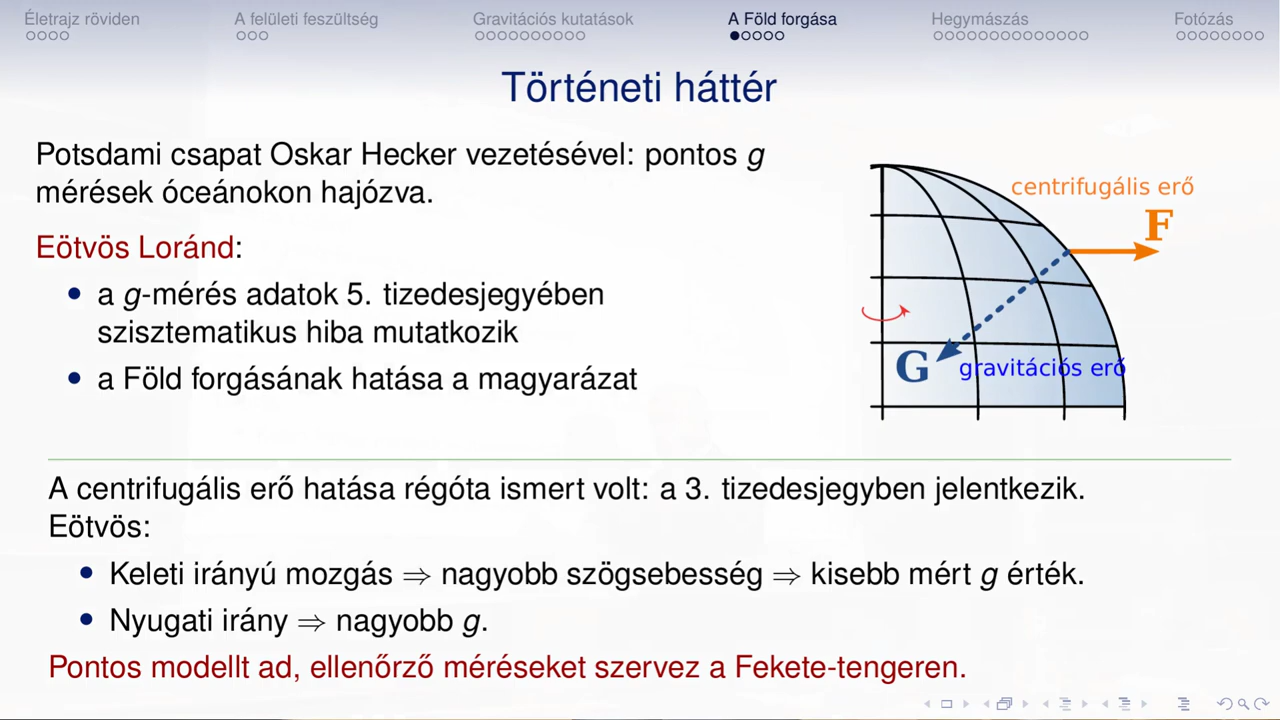 Életrajz röviden
A felületi feszültség
Gravitációs kutatások
A Föld forgása
Hegymászás
Fotózás
Történeti háttér
Potsdami csapat Oskar Hecker vezetésével: pontos g
mérések óceánokon hajózva.
Eötvös Loránd:
a g-mérés adatok 5. tizedesjegyében
szisztematikus hiba mutatkozik
a Föld forgásának hatása a magyarázat
centrifugális erő
F
G
gravitációs erő
A centrifugális erő hatása régóta ismert volt: a 3. tizedesjegyben jelentkezik.
Eötvös:
Keleti irányú mozgás ⇒ nagyobb szögsebesség ⇒ kisebb mért g érték.
Nyugati irány ⇒ nagyobb g.
Pontos modellt ad, ellenőrző méréseket szervez a Fekete-tengeren.